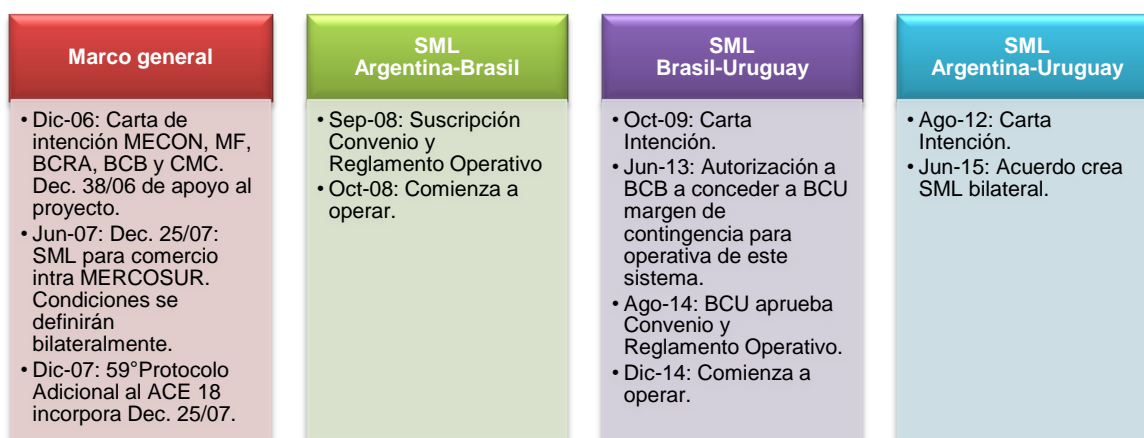 Marco general
• Dic-06: Carta de
intención MECON, MF,
BCRA, BCB y CMC.
Dec. 38/06 de apoyo al
proyecto.
• Jun-07: Dec. 25/07:
SML para comercio
intra MERCOSUR.
Condiciones se
definirán
bilateralmente.
• Dic-07: 59°Protocolo
Adicional al ACE 18
incorpora Dec. 25/07.
SML
Argentina-Brasil
• Sep-08: Suscripción
Convenio y
Reglamento Operativo
• Oct-08: Comienza a
operar.
SML
Brasil-Uruguay
• Oct-09: Carta
Intención.
• Jun-13: Autorización a
BCB a conceder a BCU
margen de
contingencia para
operativa de este
sistema.
• Ago-14: BCU aprueba
Convenio y
Reglamento Operativo.
• Dic-14: Comienza a
operar.
SML
Argentina-Uruguay
• Ago-12: Carta
Intención.
• Jun-15: Acuerdo crea
SML bilateral.